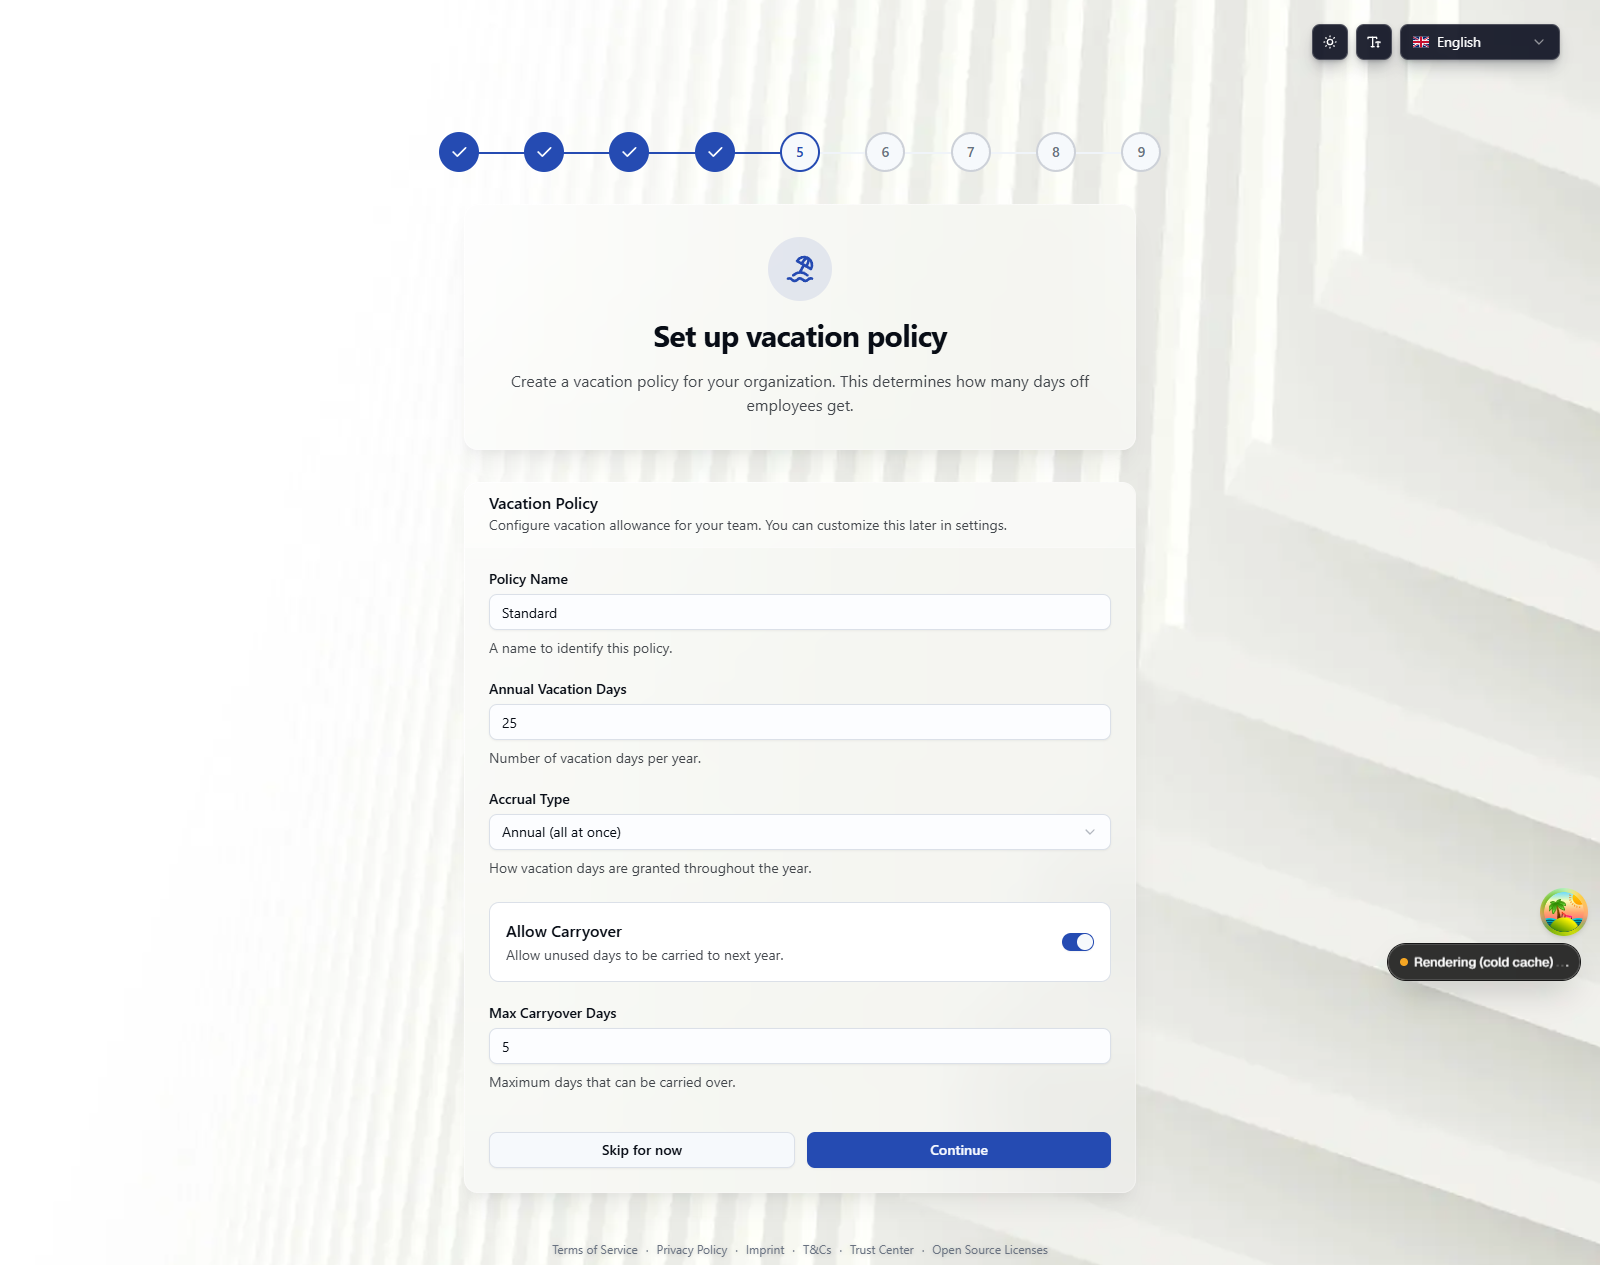 English
5
6
7
8
9
Set up vacation policy
Create a vacation policy for your organization. This determines how many days off
employees get.
Vacation Policy
Configure vacation allowance for your team. You can customize this later in settings.
Policy Name
Standard
A name to identify this policy.
Annual Vacation Days
25
Number of vacation days per year.
Accrual Type
Annual (all at once)
How vacation days are granted throughout the year.
Allow Carryover
Allow unused days to be carried to next year.
Rendering (cold cache) ...
Max Carryover Days
5
Maximum days that can be carried over.
Skip for now
Continue
Terms of Service · Privacy Policy · Imprint · T&Cs · Trust Center · Open Source Licenses